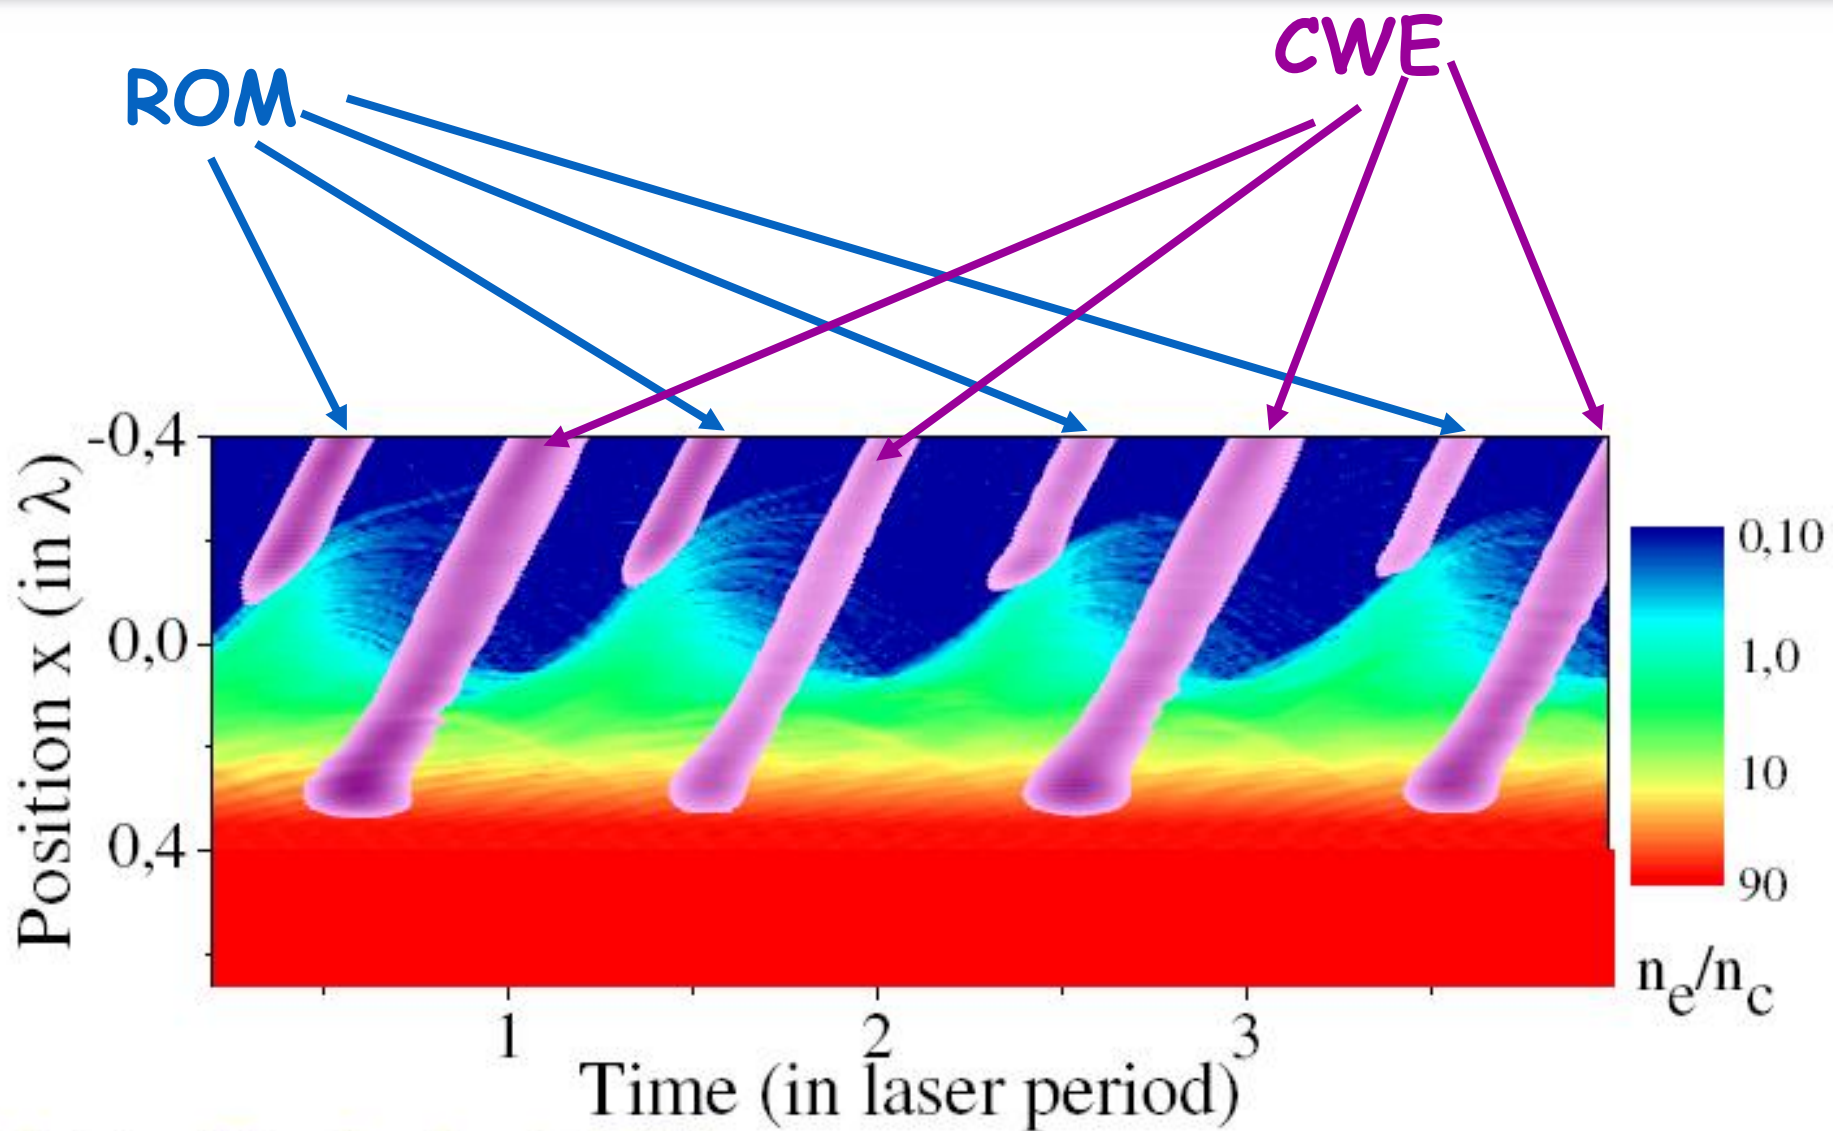 CWE
ROM
-0,4
0,0
0,4
Position x (in λ)
1
2
3
Time (in laser period)
0,10
1,0
10
90
ne/nc